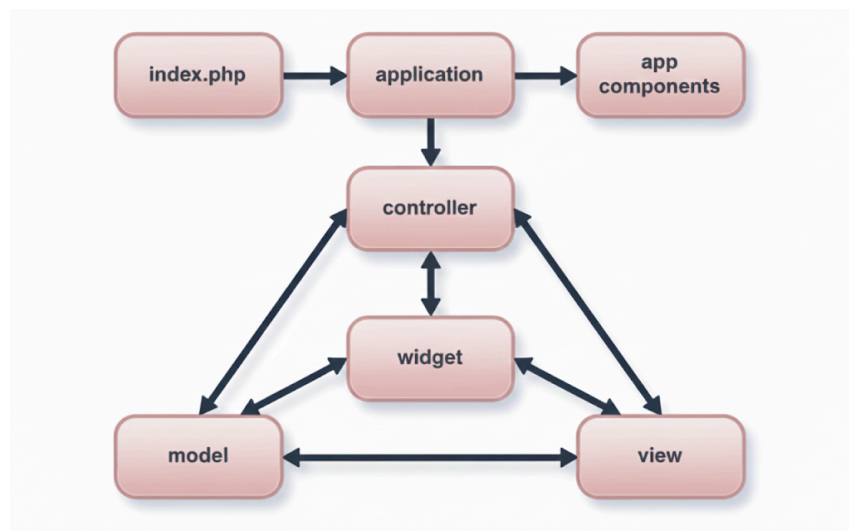 index.php
application
app
components
controller
widget
model
view